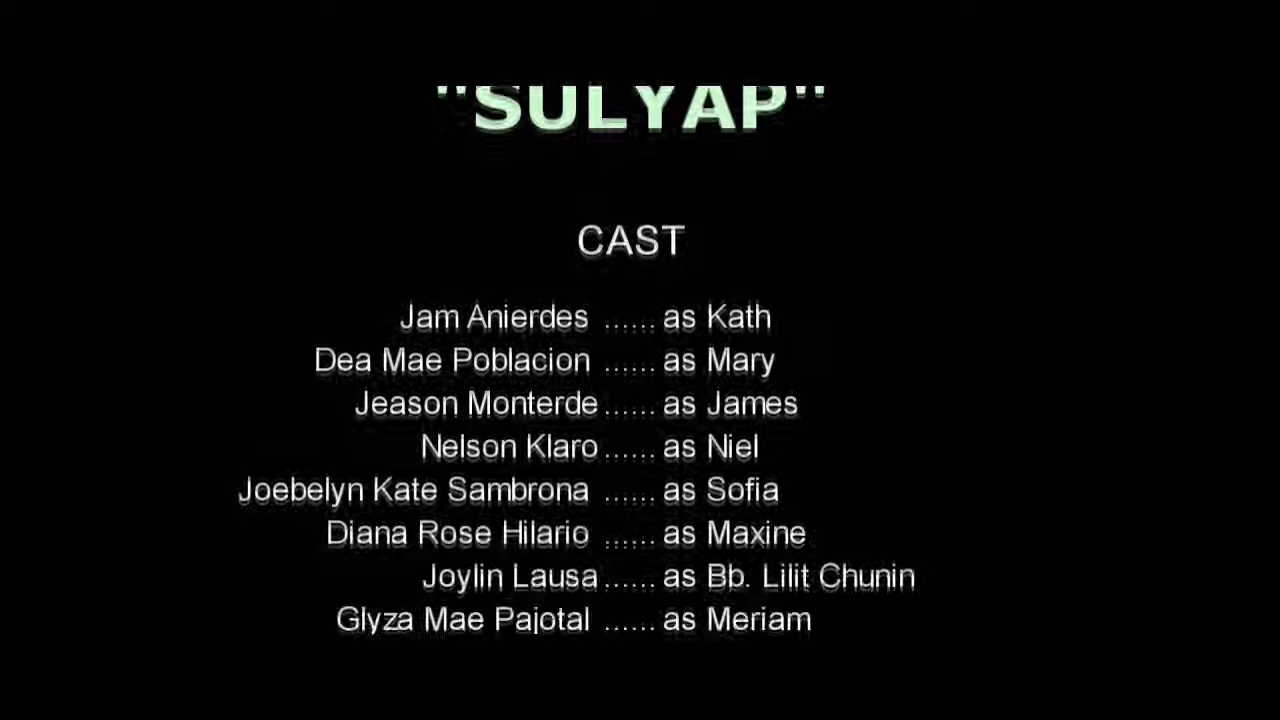 "SULYAP"
CAST
Jam Anierdes ...... as Kath
Dea Mae Poblacion ...... as Mary
Jeason Monterde ...... as James
Nelson Klaro ...... as Niel
Joebelyn Kate Sambrona ...... as Sofia
Diana Rose Hilario ...... as Maxine
Joylin Lausa ...... as Bb. Lilit Chunin
Glyza Mae Pajotal ...... as Meriam